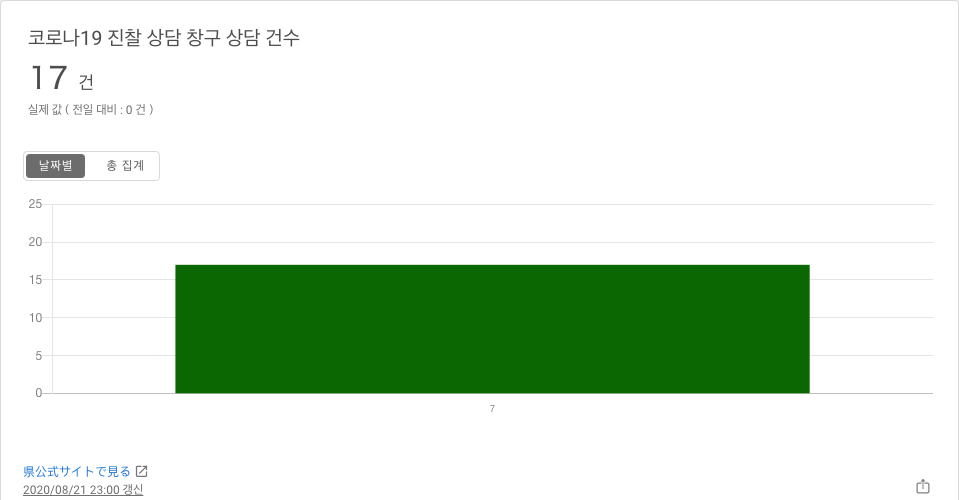 코로나19 진찰 상담 창구 상담 건수
17 건
실제 값 ( 전일 대비 : 0 건 )
날짜별 총 집계
25
20
15
10
5
0
7
県公式サイトで見る
2020/08/21 23:00 갱신